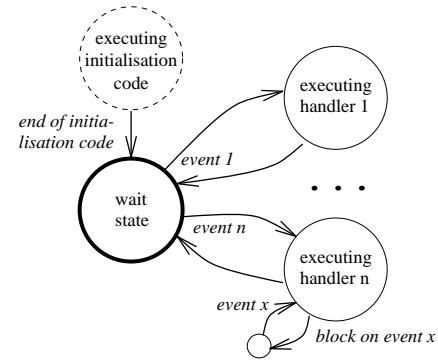 executing
initialisation
code
end of initia-
lisation code
executing
handler 1
event 1
. . .
wait
state
event n
executing
handler n
event x
block on event x